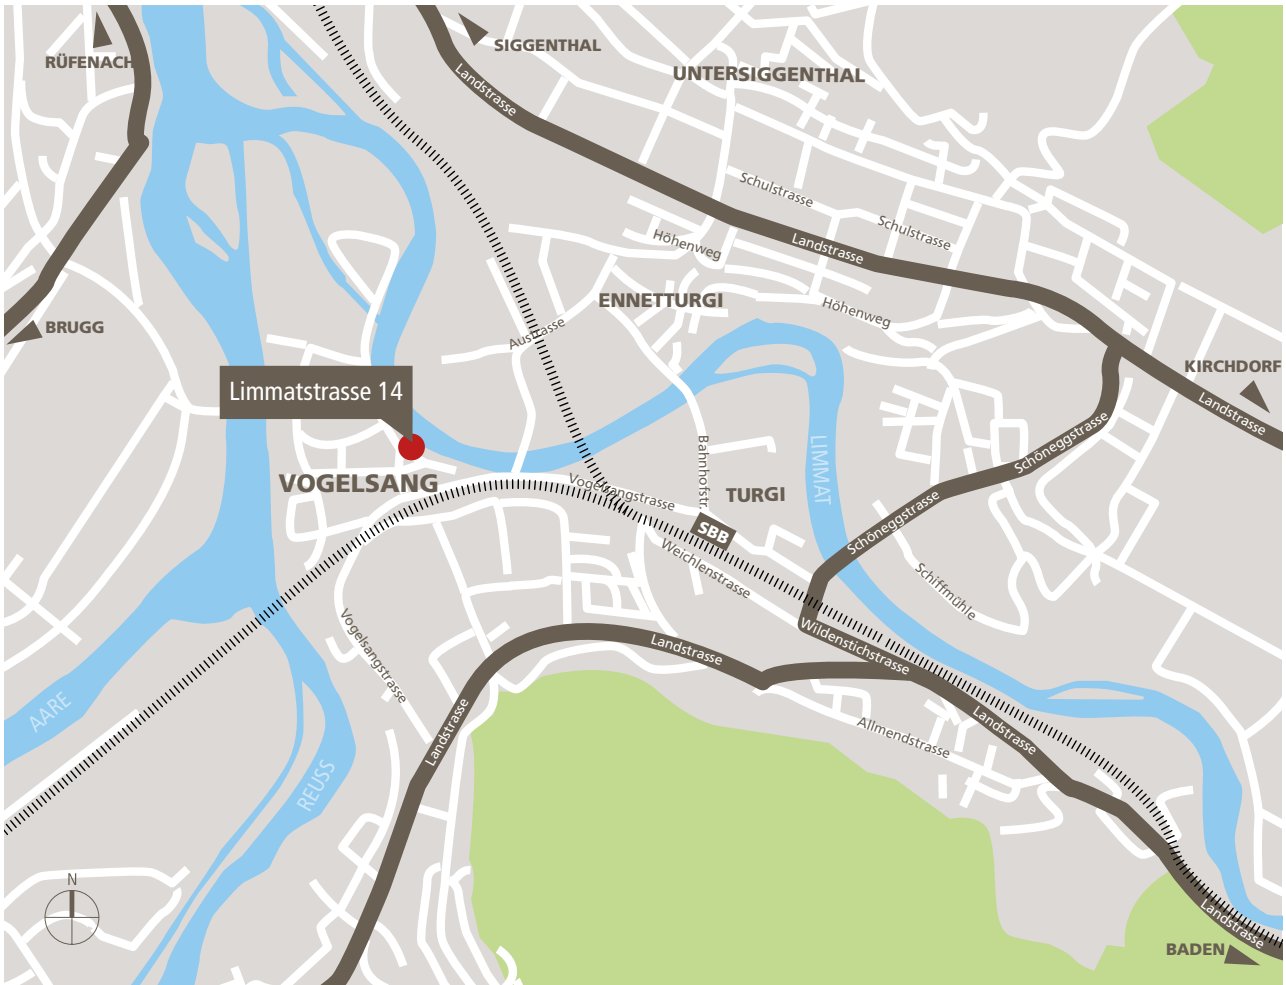 RÜFENACH
SIGGENTHAL
UNTERSIGGENTHAL
Landstrasse
Schulstrasse
Schulstrasse
Höhenweg
Landstrasse
ENNETTURGI
Höhenweg
BRUGG
Austrasse
KIRCHDORF
Limmatstrasse 14
Landstrasse
Schöneggstrasse
Bahnhofstr.
LIMMAT
VOGELSANG
Vogelsangstrasse
TURGI
SBB
Schöneggstrasse
Weichlenstrasse
Schiffmühle
Vogelsangstrasse
Landstrasse
Wildenstichstrasse
AARE
Landstrasse
Allmendstrasse
Landstrasse
REUSS
N
Landstrasse
BADEN